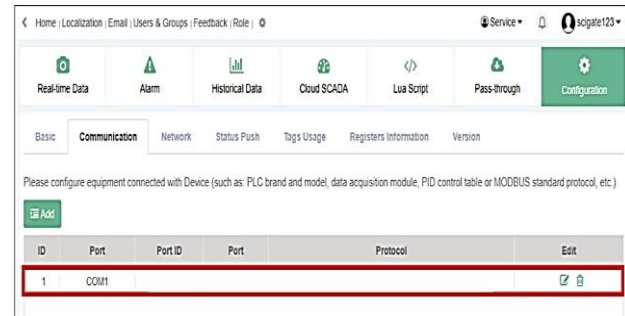 Home | Localization | Email | Users & Groups | Feedback | Role | Service scigate123
Real-time Data Alarm Historical Data Cloud SCADA Lua Script Pass-through Configuration
Basic Communication Network Status Push Tags Usage Registers Information Version
Please configure equipment connected with Device (such as: PLC brand and model, data acquisition module, PID control table or MODBUS standard protocol, etc.)
Add
ID Port Port ID Port Protocol Edit
1 COM1